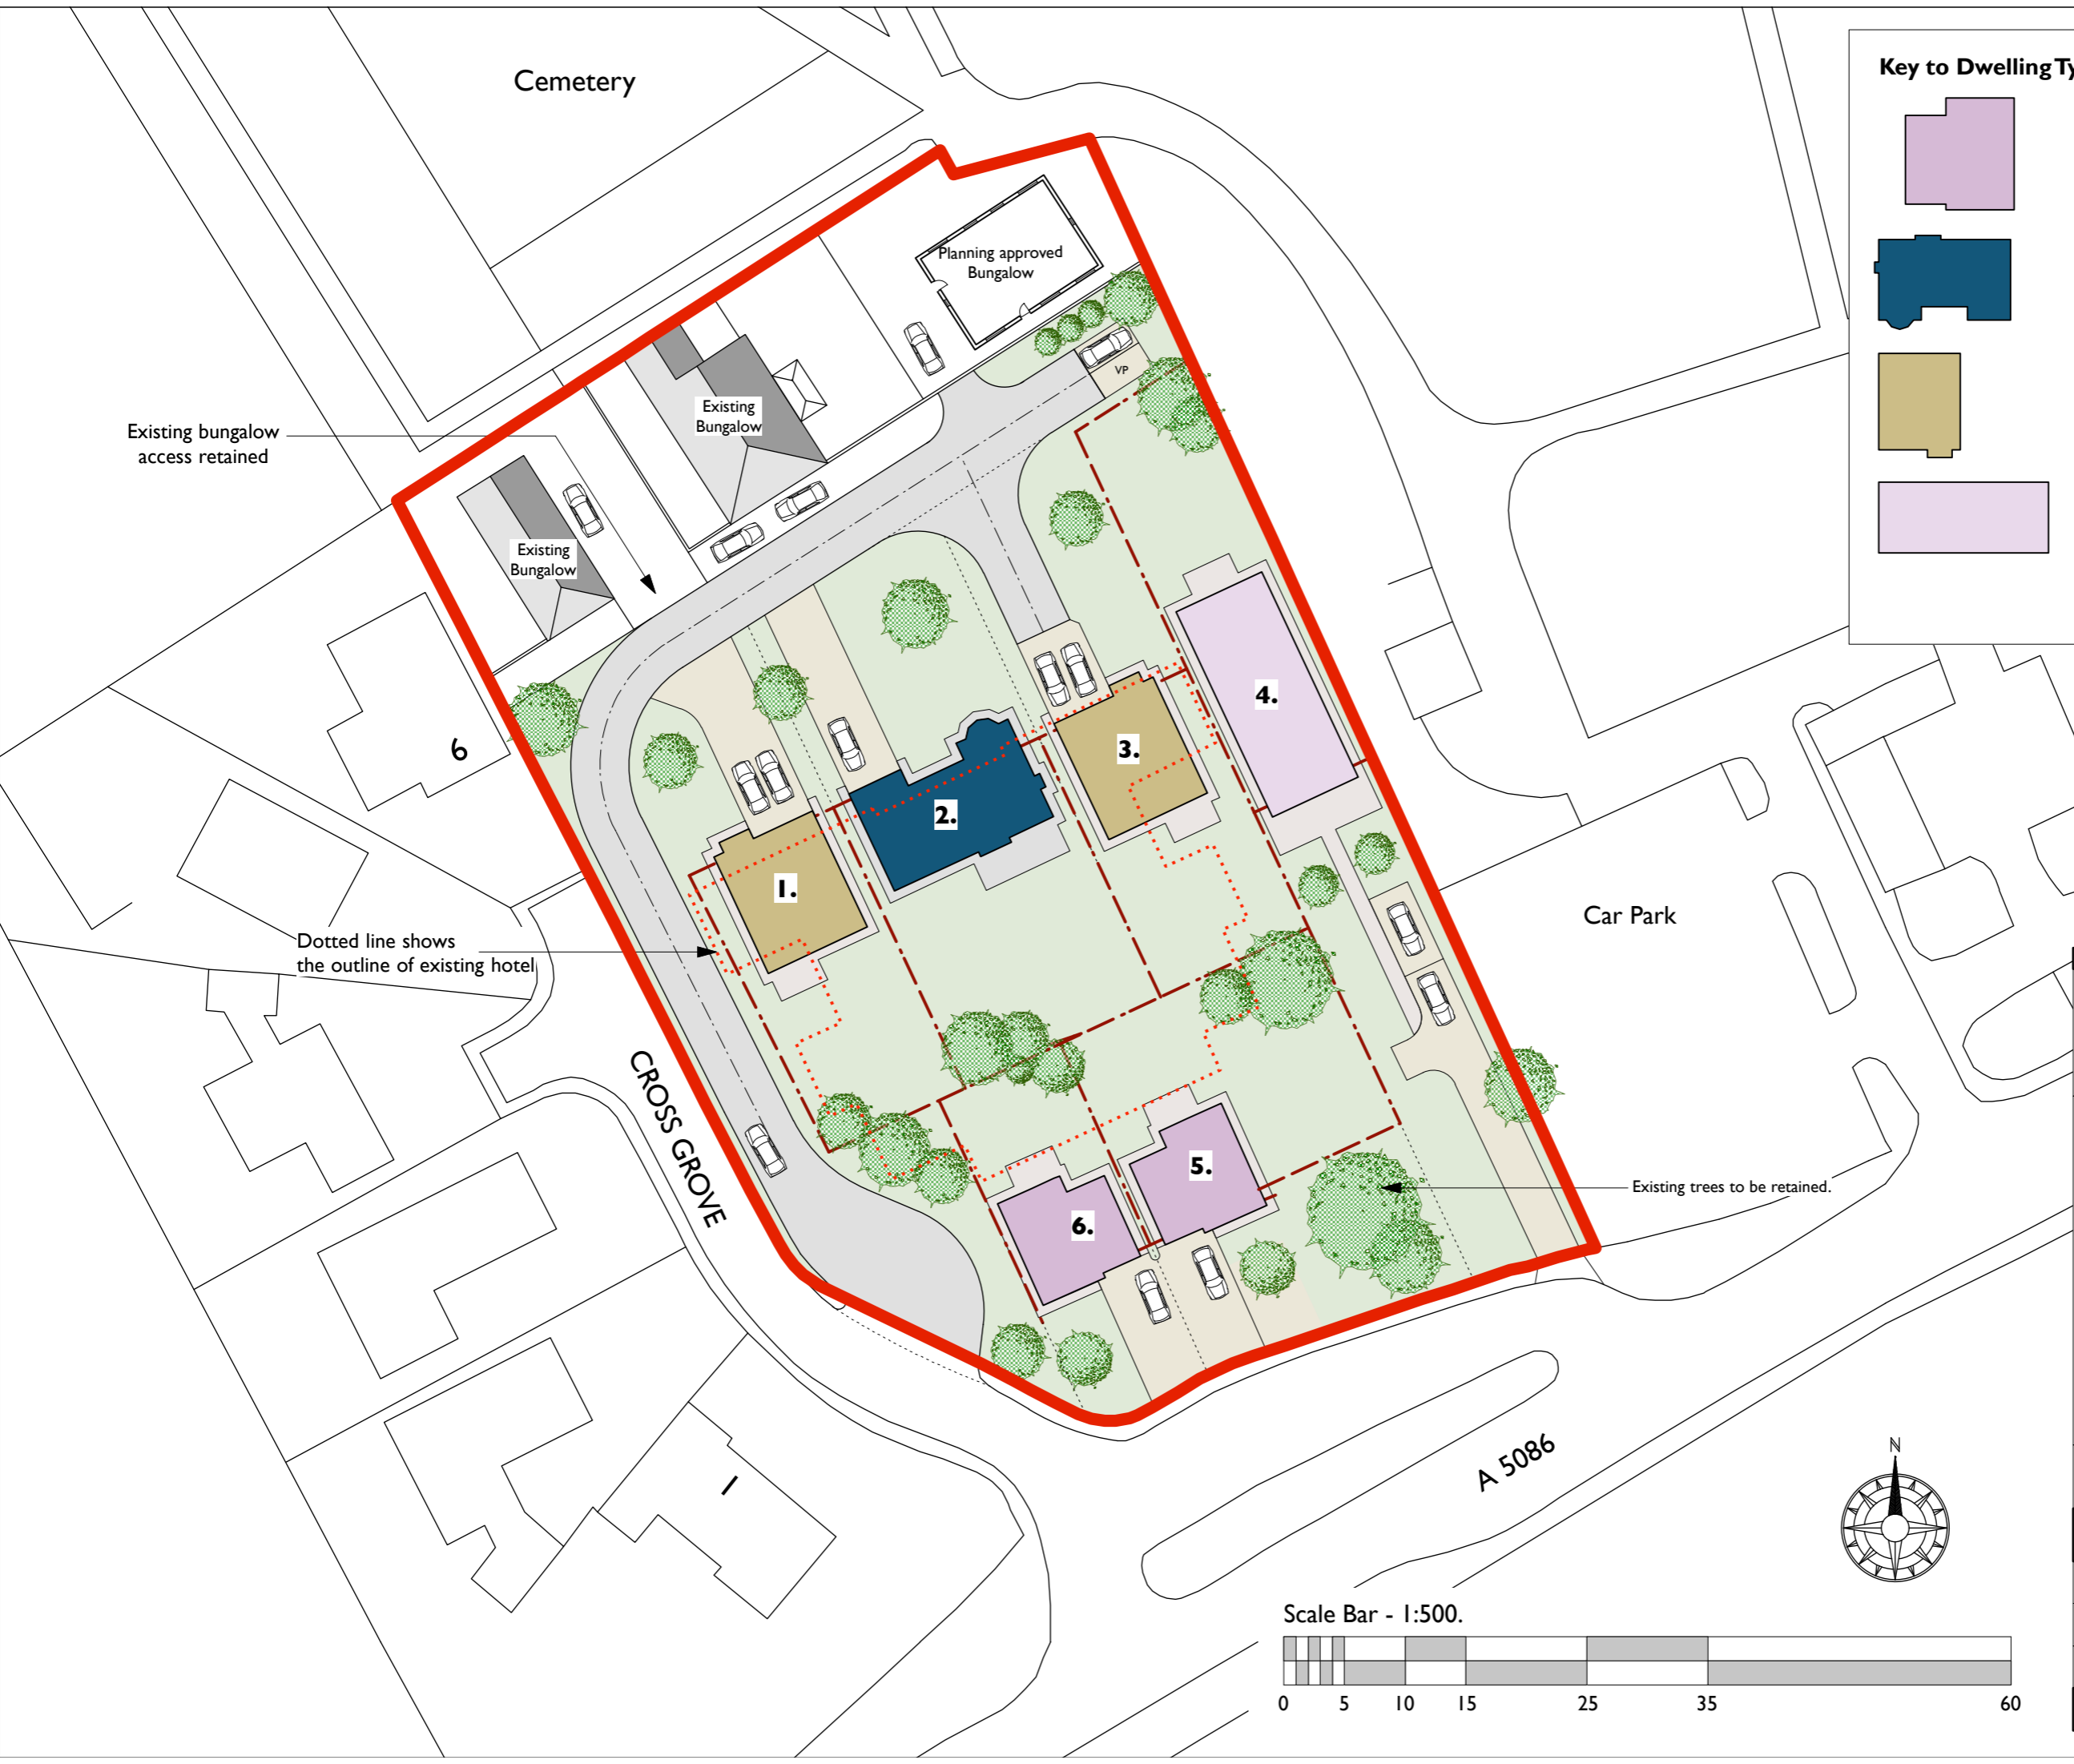 Cemetery
Key to Dwelling Ty
Planning approved
Bungalow
VP
Existing
Bungalow
Existing bungalow
access retained
Existing
Bungalow
6
4.
3.
2.
1.
Car Park
Dotted line shows
the outline of existing hotel
CROSS GROVE
5.
Existing trees to be retained.
6.
1
A 5086
N
Scale Bar - 1:500.
0 5 10 15 25 35 60